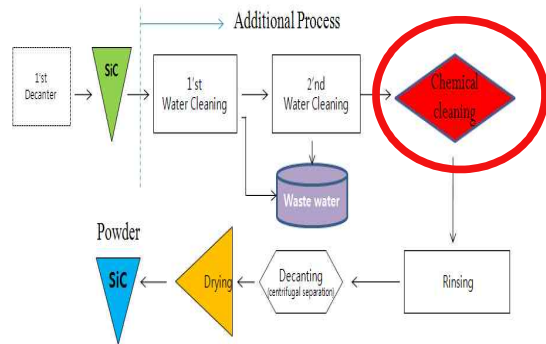 Additional Process
1'st
Decanter
SiC
1'st
Water Cleaning
2'nd
Water Cleaning
Chemical
cleaning
Waste water
Powder
SiC
Drying
Decanting
(centrifugal separation)
Rinsing